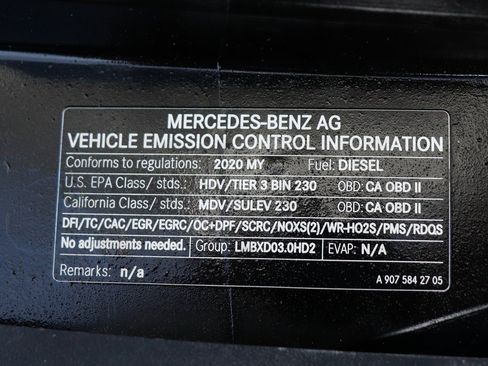 MERCEDES-BENZ AG
VEHICLE EMISSION CONTROL INFORMATION
Conforms to regulations: 2020 MY Fuel: DIESEL
U.S. EPA Class/ stds.: HDV/TIER 3 BIN 230 OBD: CA OBD II
California Class/ stds.: MDV/SULEV 230 OBD: CA OBD II
DFI/TC/CAC/EGR/EGRC/OC+DPF/SCRC/NOXS(2)/WR-HO2S/PMS/RDQS
No adjustments needed. Group: LMBXD03.0HD2 EVAP: N/A
Remarks: n/a A 907 584 27 05